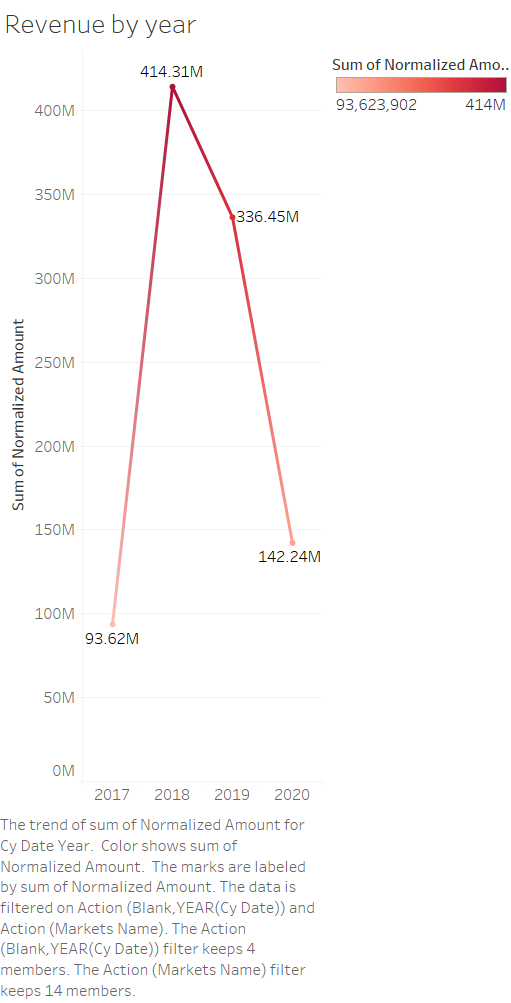 Revenue by year
Sum of Normalized Amo..
93,623,902 414M
414.31M
400M
350M
336.45M
300M
250M
200M
150M
142.24M
100M
93.62M
50M
0M
Sum of Normalized Amount
2017 2018 2019 2020
The trend of sum of Normalized Amount for
Cy Date Year.  Color shows sum of
Normalized Amount.  The marks are labeled
by sum of Normalized Amount. The data is
filtered on Action (Blank,YEAR(Cy Date)) and
Action (Markets Name). The Action
(Blank,YEAR(Cy Date)) filter keeps 4
members. The Action (Markets Name) filter
keeps 14 members.